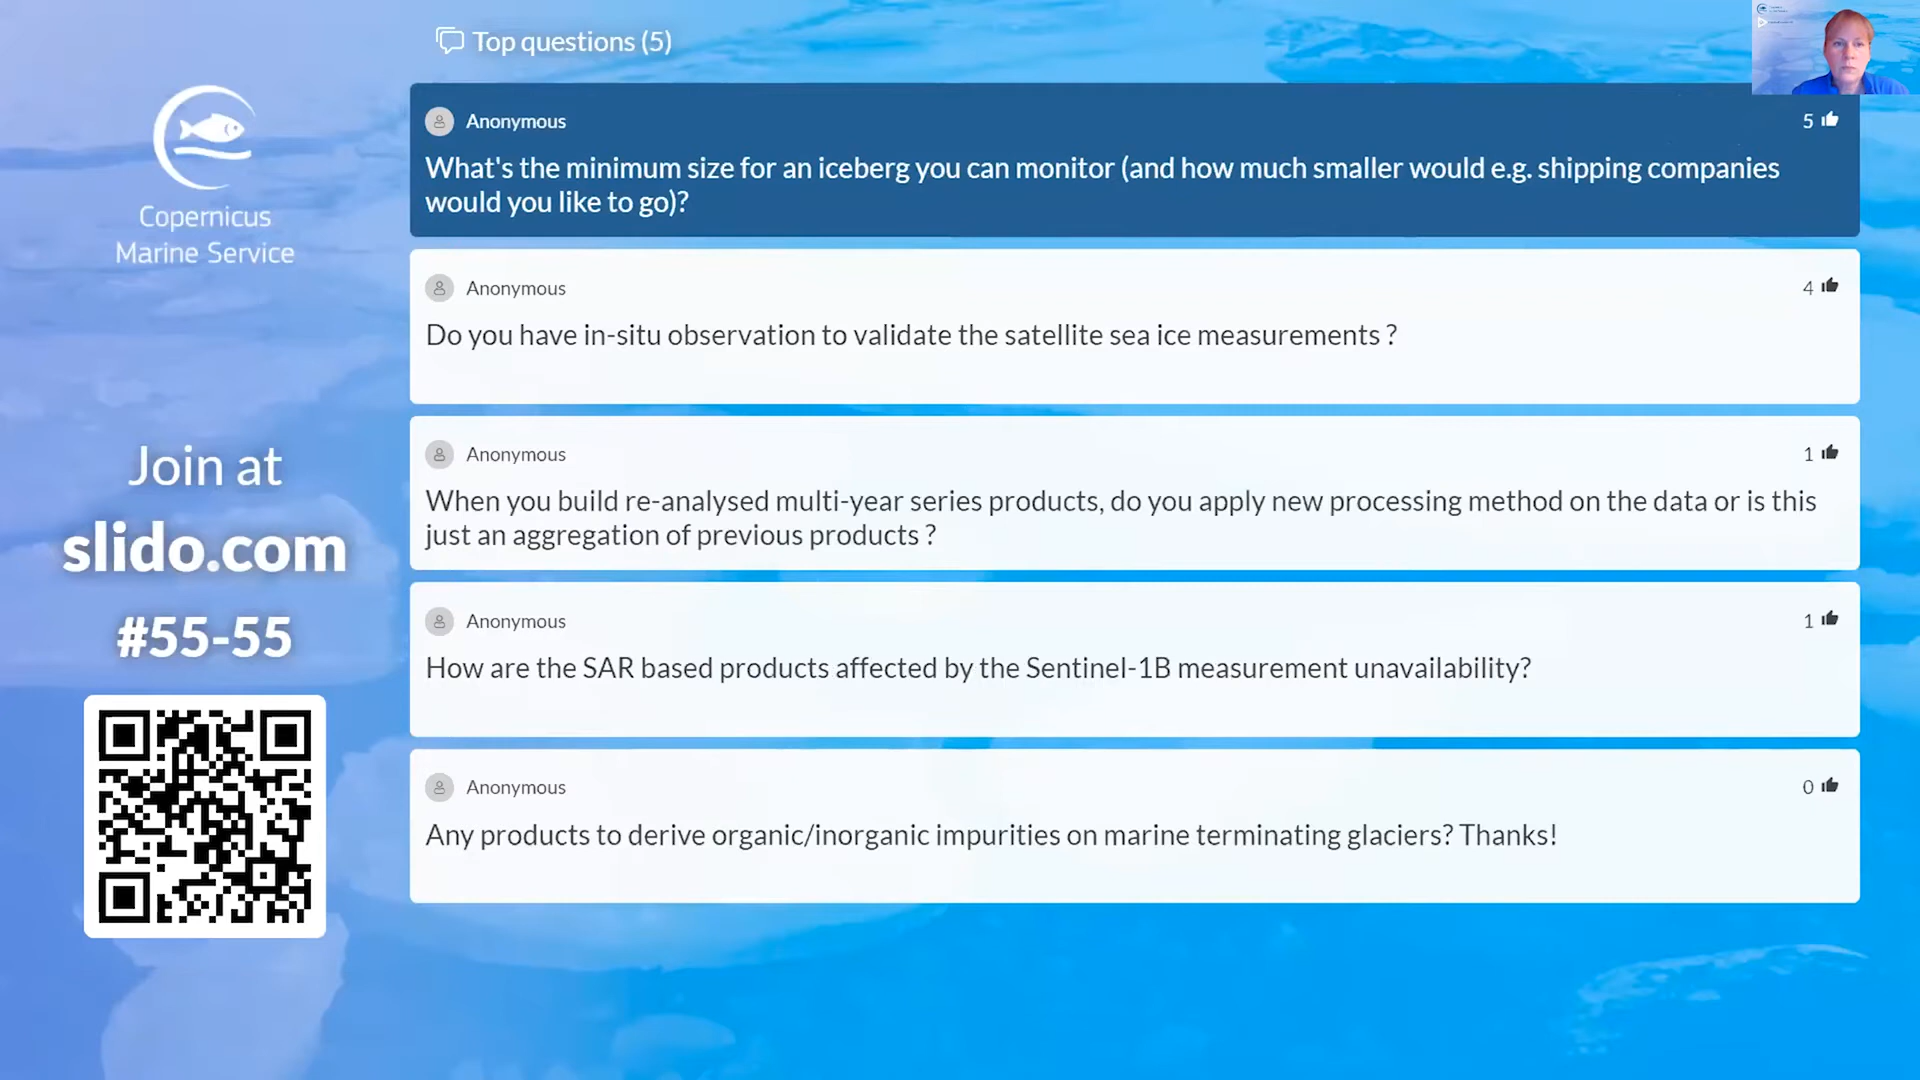 Top questions (5)
Copernicus
Marine Service
Join at
slido.com
#55-55
Anonymous
5
What's the minimum size for an iceberg you can monitor (and how much smaller would e.g. shipping companies
would you like to go)?
Anonymous
4
Do you have in-situ observation to validate the satellite sea ice measurements ?
Anonymous
1
When you build re-analysed multi-year series products, do you apply new processing method on the data or is this
just an aggregation of previous products ?
Anonymous
1
How are the SAR based products affected by the Sentinel-1B measurement unavailability?
Anonymous
0
Any products to derive organic/inorganic impurities on marine terminating glaciers? Thanks!